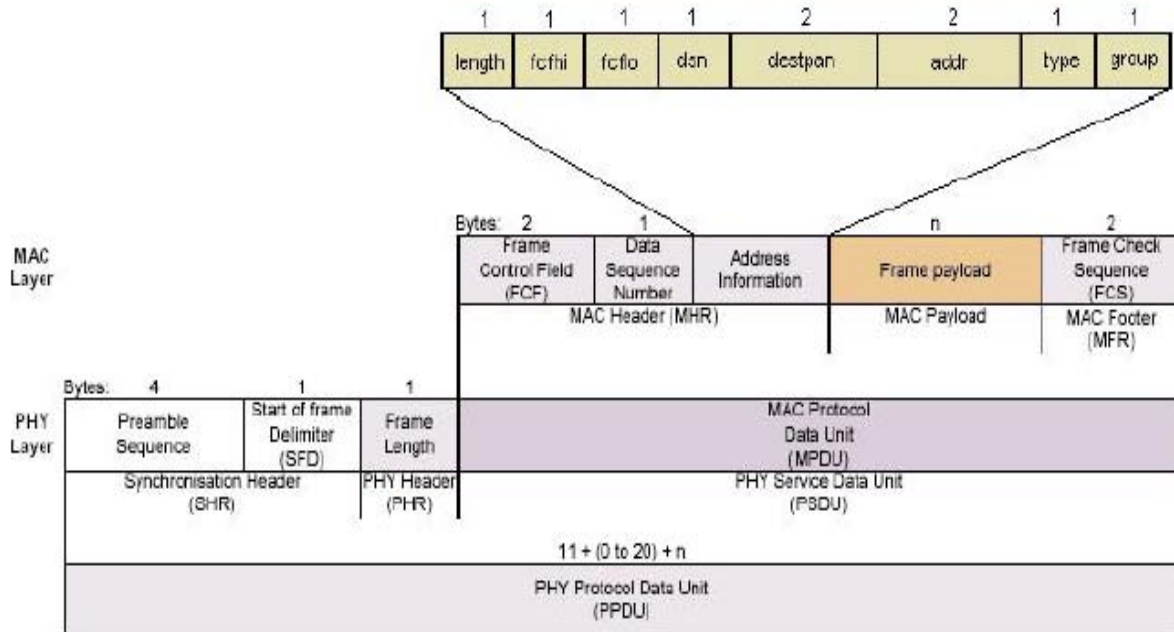 1 1 1 1 2 2 1 1
length fcfhi fcflo dsn destpan addr type group
Bytes: 2 1 n 2
MAC
Layer
Frame
Control Field
(FCF)
Data
Sequence
Number
Address
Information
Frame payload
Frame Check
Sequence
(FCS)
MAC Header (MHR)
MAC Payload
MAC Footer
(MFR)
Bytes: 4 1 1
PHY
Layer
Preamble
Sequence
Start of frame
Delimiter
(SFD)
Frame
Length
MAC Protocol
Data Unit
(MPDU)
Synchronisation Header
(SHR)
PHY Header
(PHR)
PHY Service Data Unit
(PSDU)
11 + (0 to 20) + n
PHY Protocol Data Unit
(PPDU)